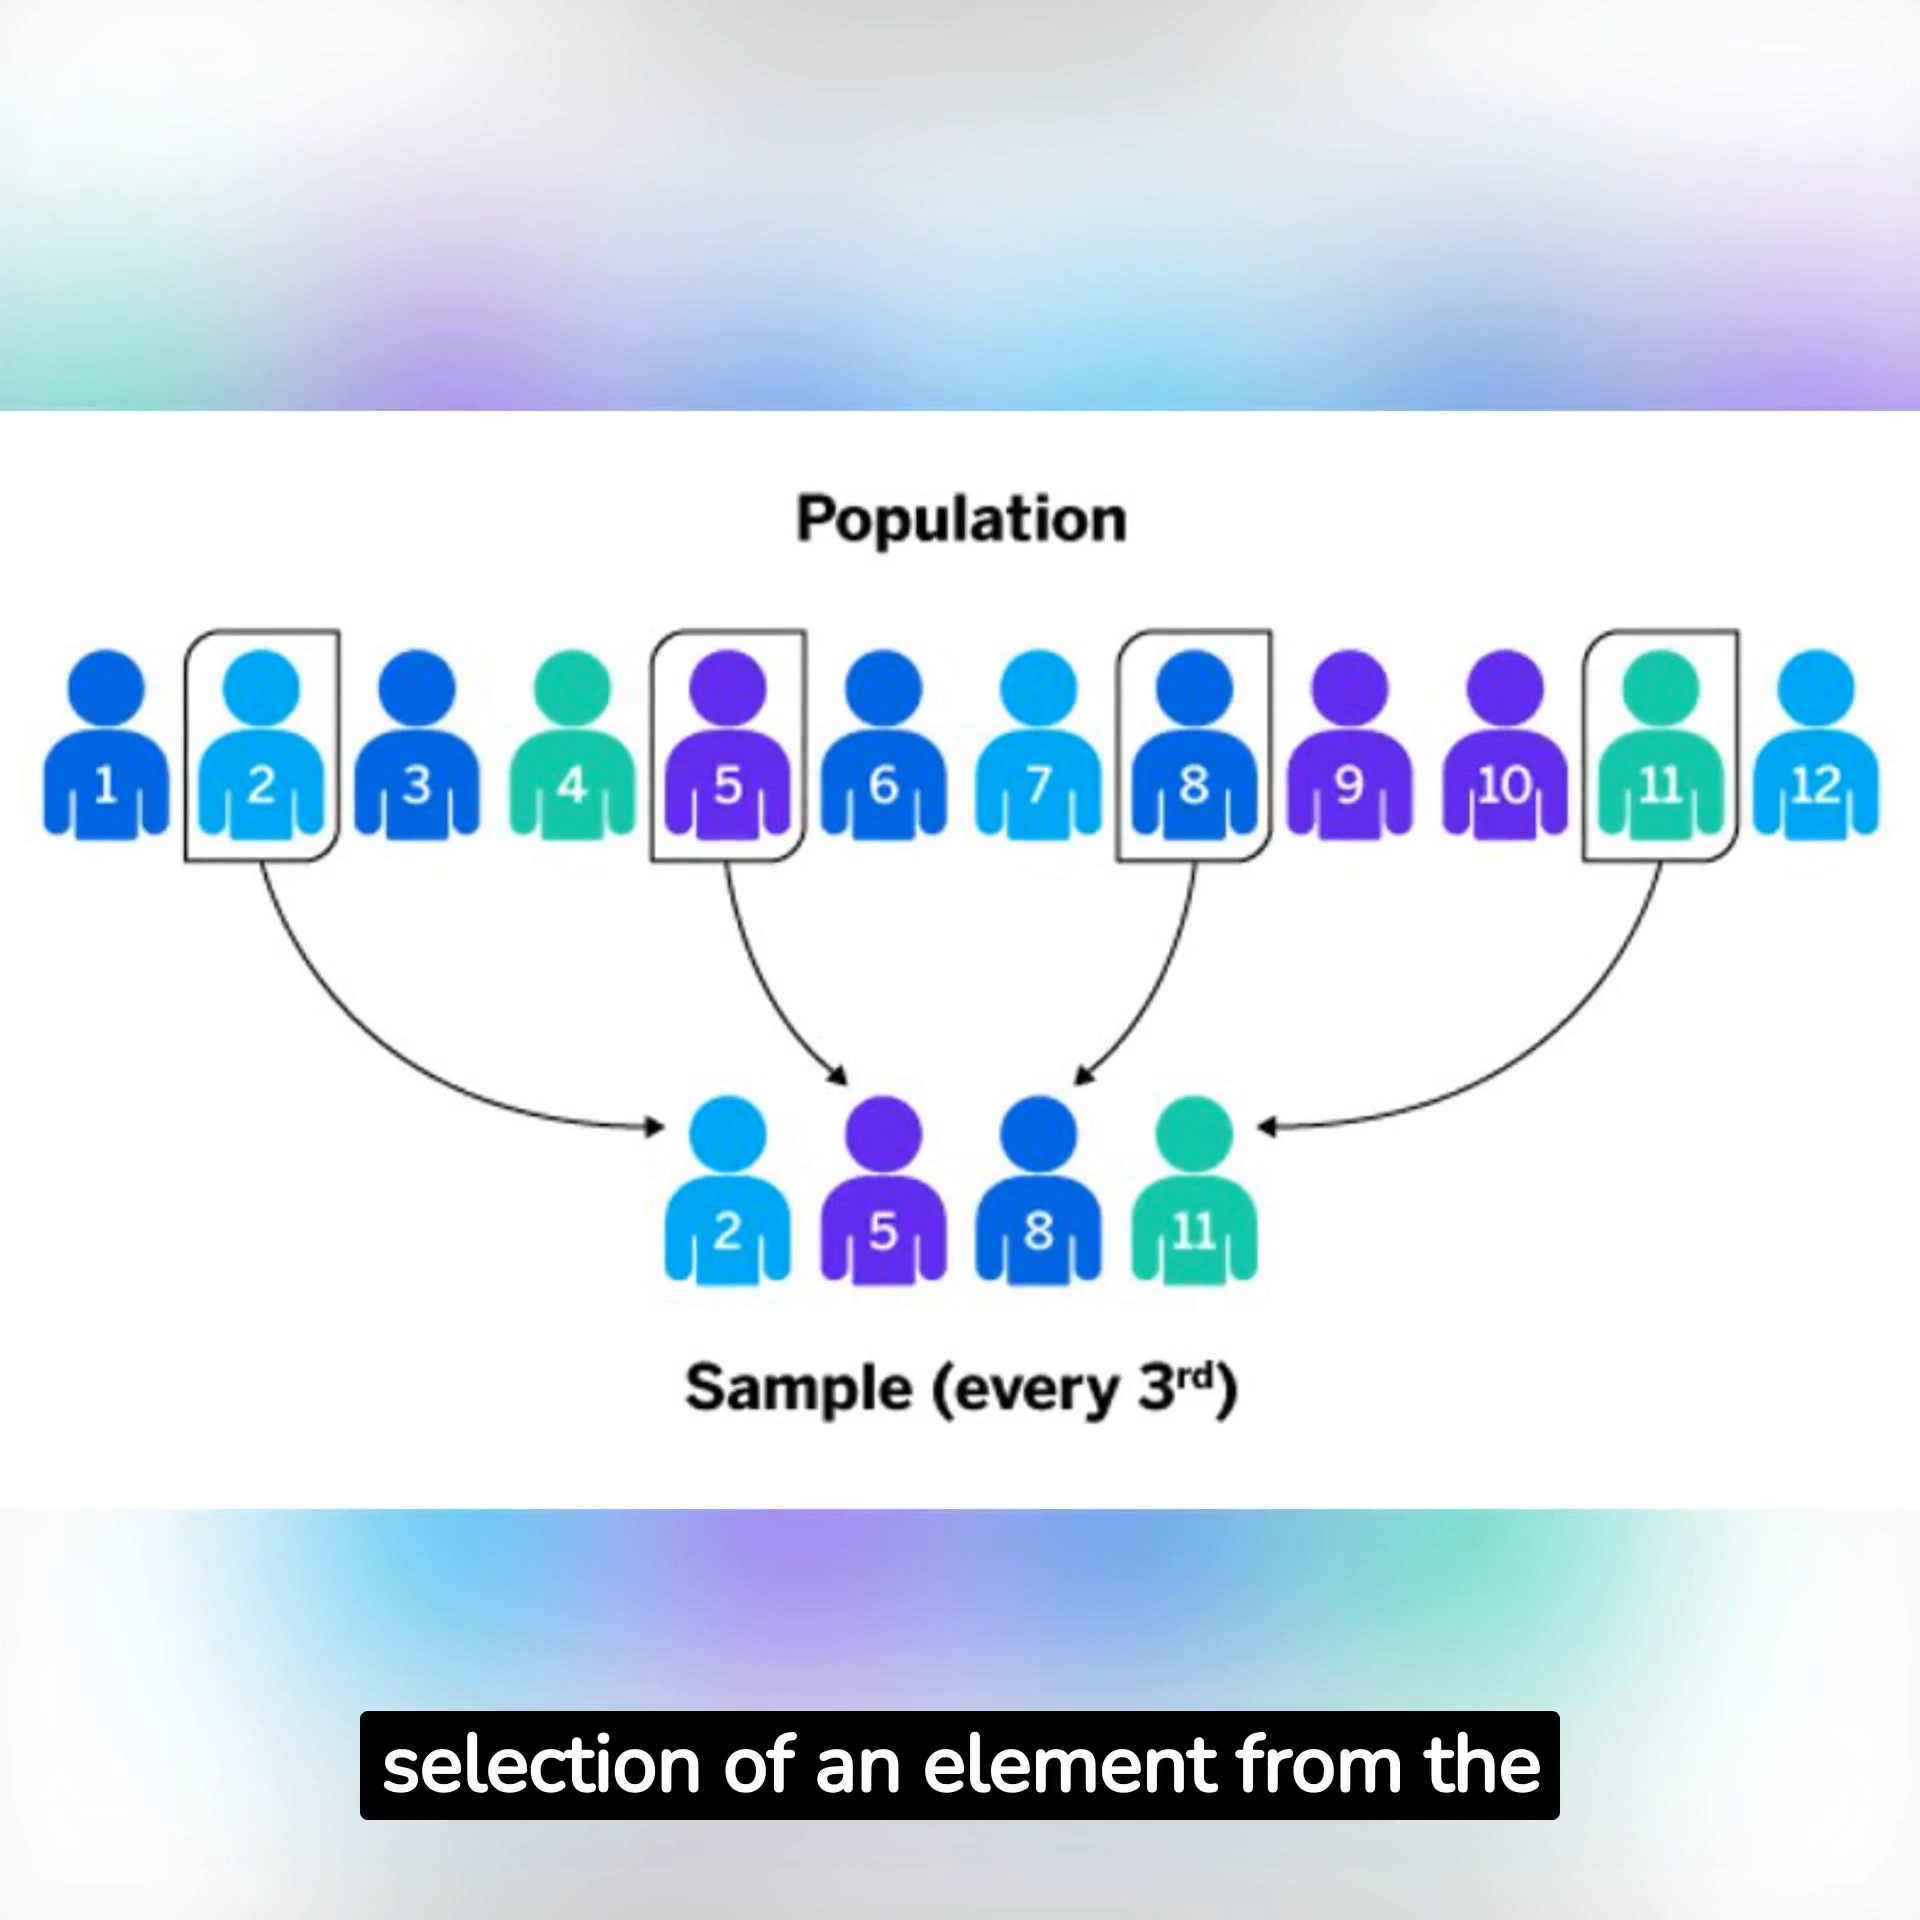 Population
1 2 3 4 5 6 7 8 9 10 11 12
2 5 8 11
Sample (every 3rd)
selection of an element from the